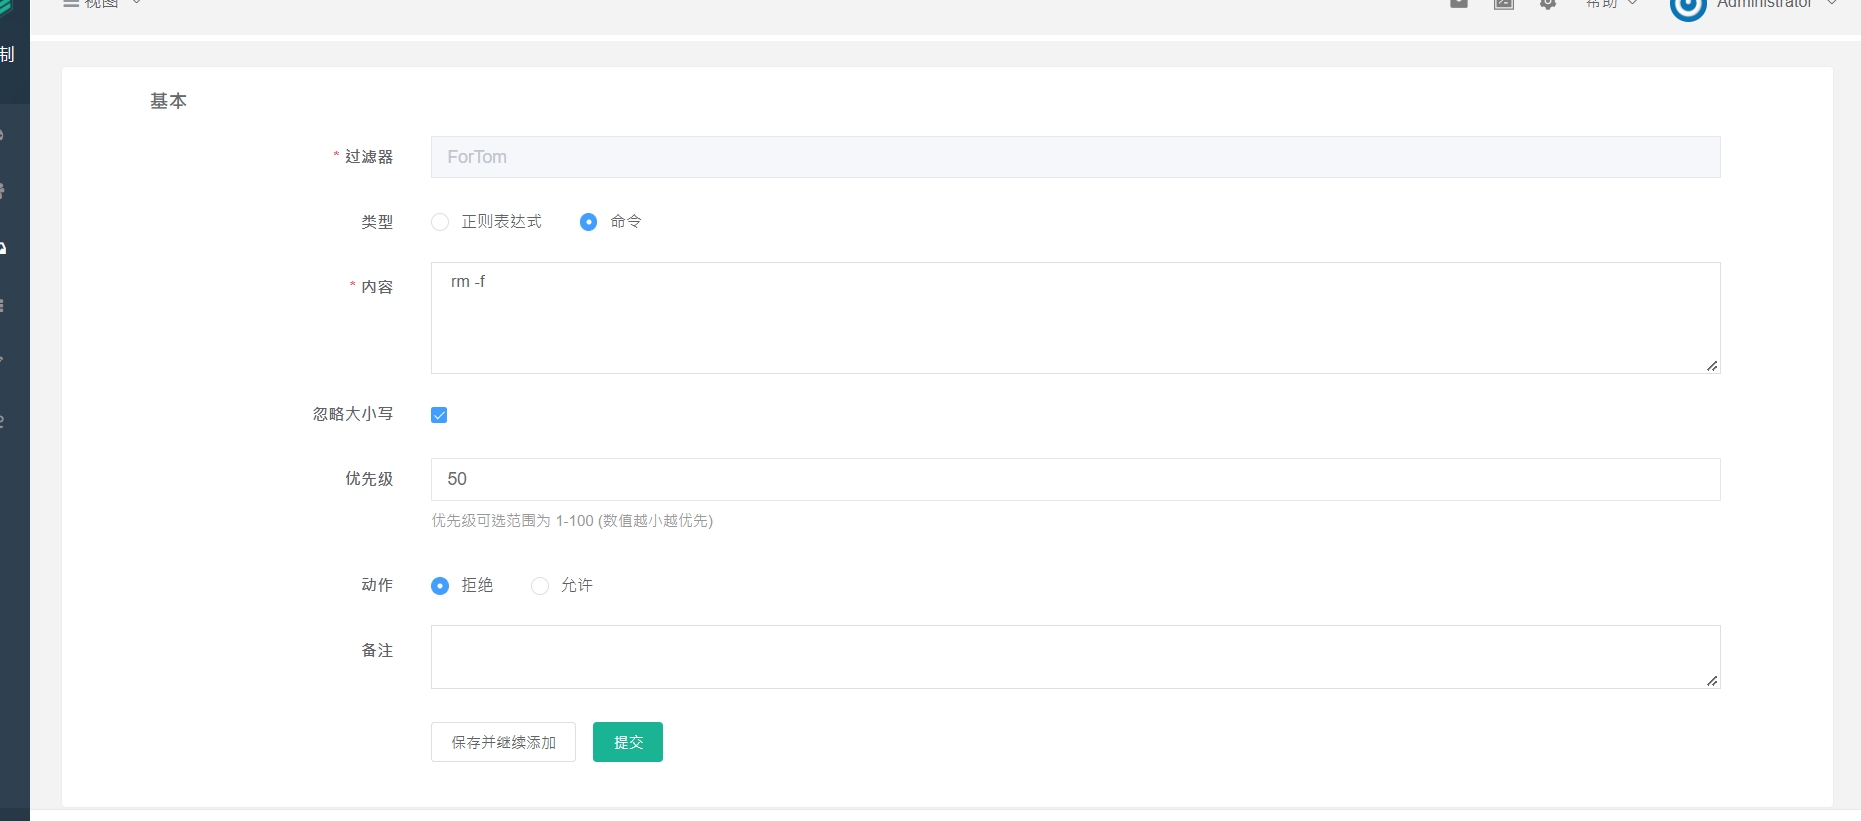 视图
帮助
Administrator
制
基本
* 过滤器 ForTom
类型 正则表达式 命令
* 内容 rm -f
忽略大小写
优先级 50
优先级可选范围为 1-100 (数值越小越优先)
动作 拒绝 允许
备注
保存并继续添加 提交